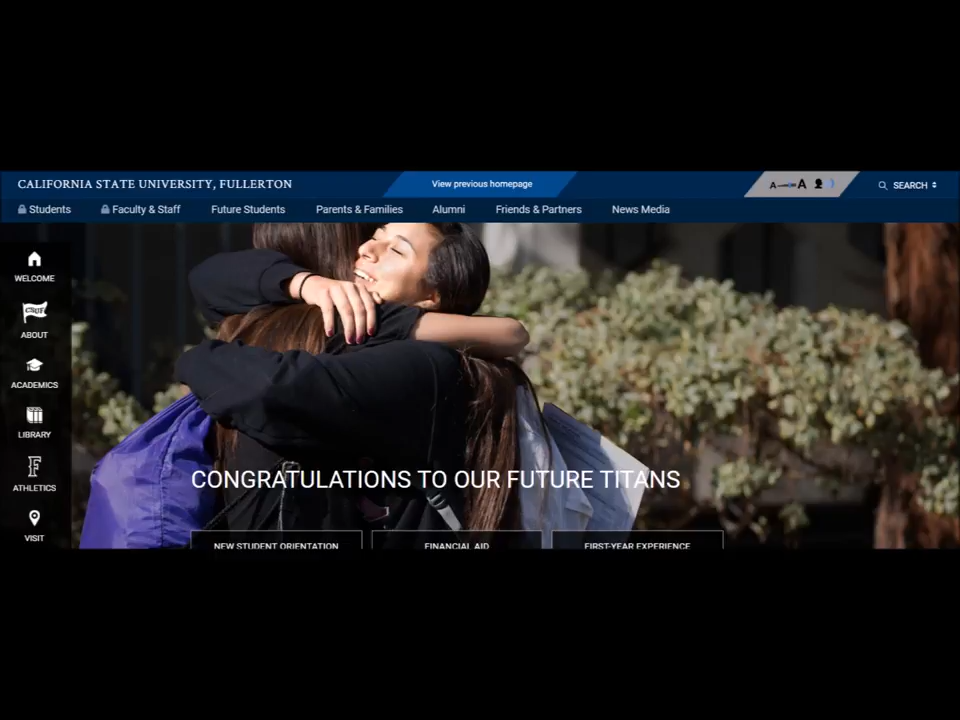 CALIFORNIA STATE UNIVERSITY, FULLERTON
View previous homepage
A A
SEARCH
Students
Faculty & Staff
Future Students
Parents & Families
Alumni
Friends & Partners
News Media
WELCOME
CSUF
ABOUT
ACADEMICS
LIBRARY
F
ATHLETICS
VISIT
CONGRATULATIONS TO OUR FUTURE TITANS
NEW STUDENT ORIENTATION
FINANCIAL AID
FIRST-YEAR EXPERIENCE